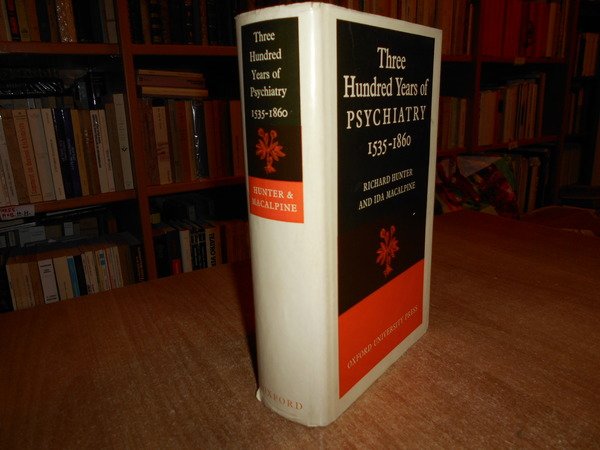 Three
Hundred
Years of
Psychiatry
1535-1860
HUNTER &
MACALPINE
OXFORD
Three
Hundred Years of
PSYCHIATRY
1535-1860
RICHARD HUNTER
AND IDA MACALPINE
OXFORD UNIVERSITY PRESS